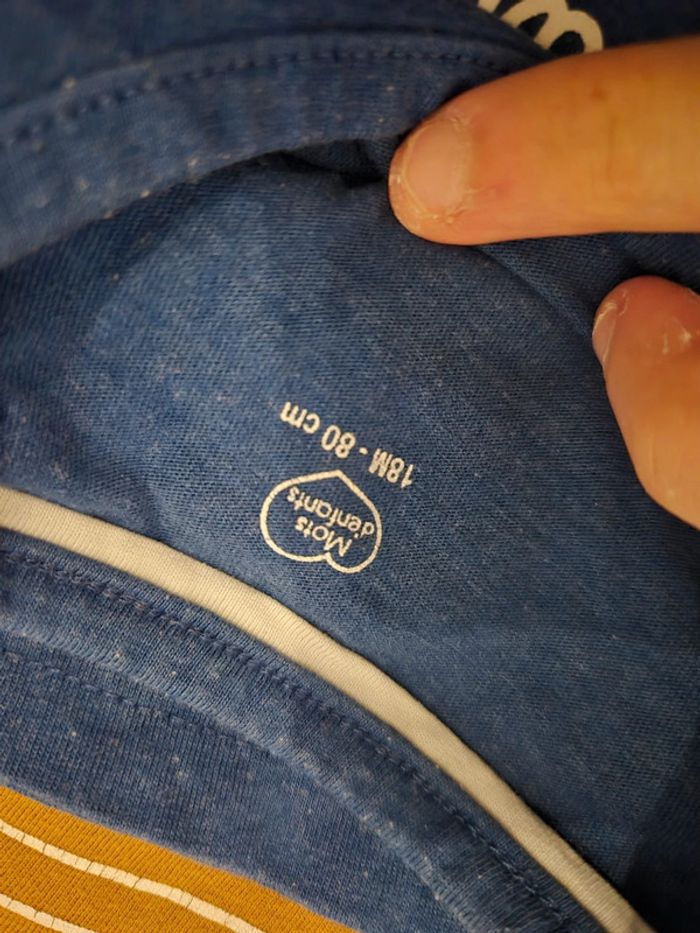 Mots
d'enfants
18M - 80 cm